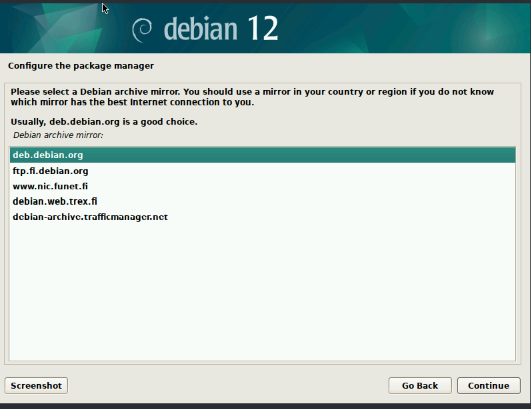 debian 12
Configure the package manager
Please select a Debian archive mirror. You should use a mirror in your country or region if you do not know
which mirror has the best Internet connection to you.
Usually, deb.debian.org is a good choice.
Debian archive mirror:
deb.debian.org
ftp.fi.debian.org
www.nic.funet.fi
debian.web.trex.fi
debian-archive.trafficmanager.net
Screenshot
Go Back
Continue